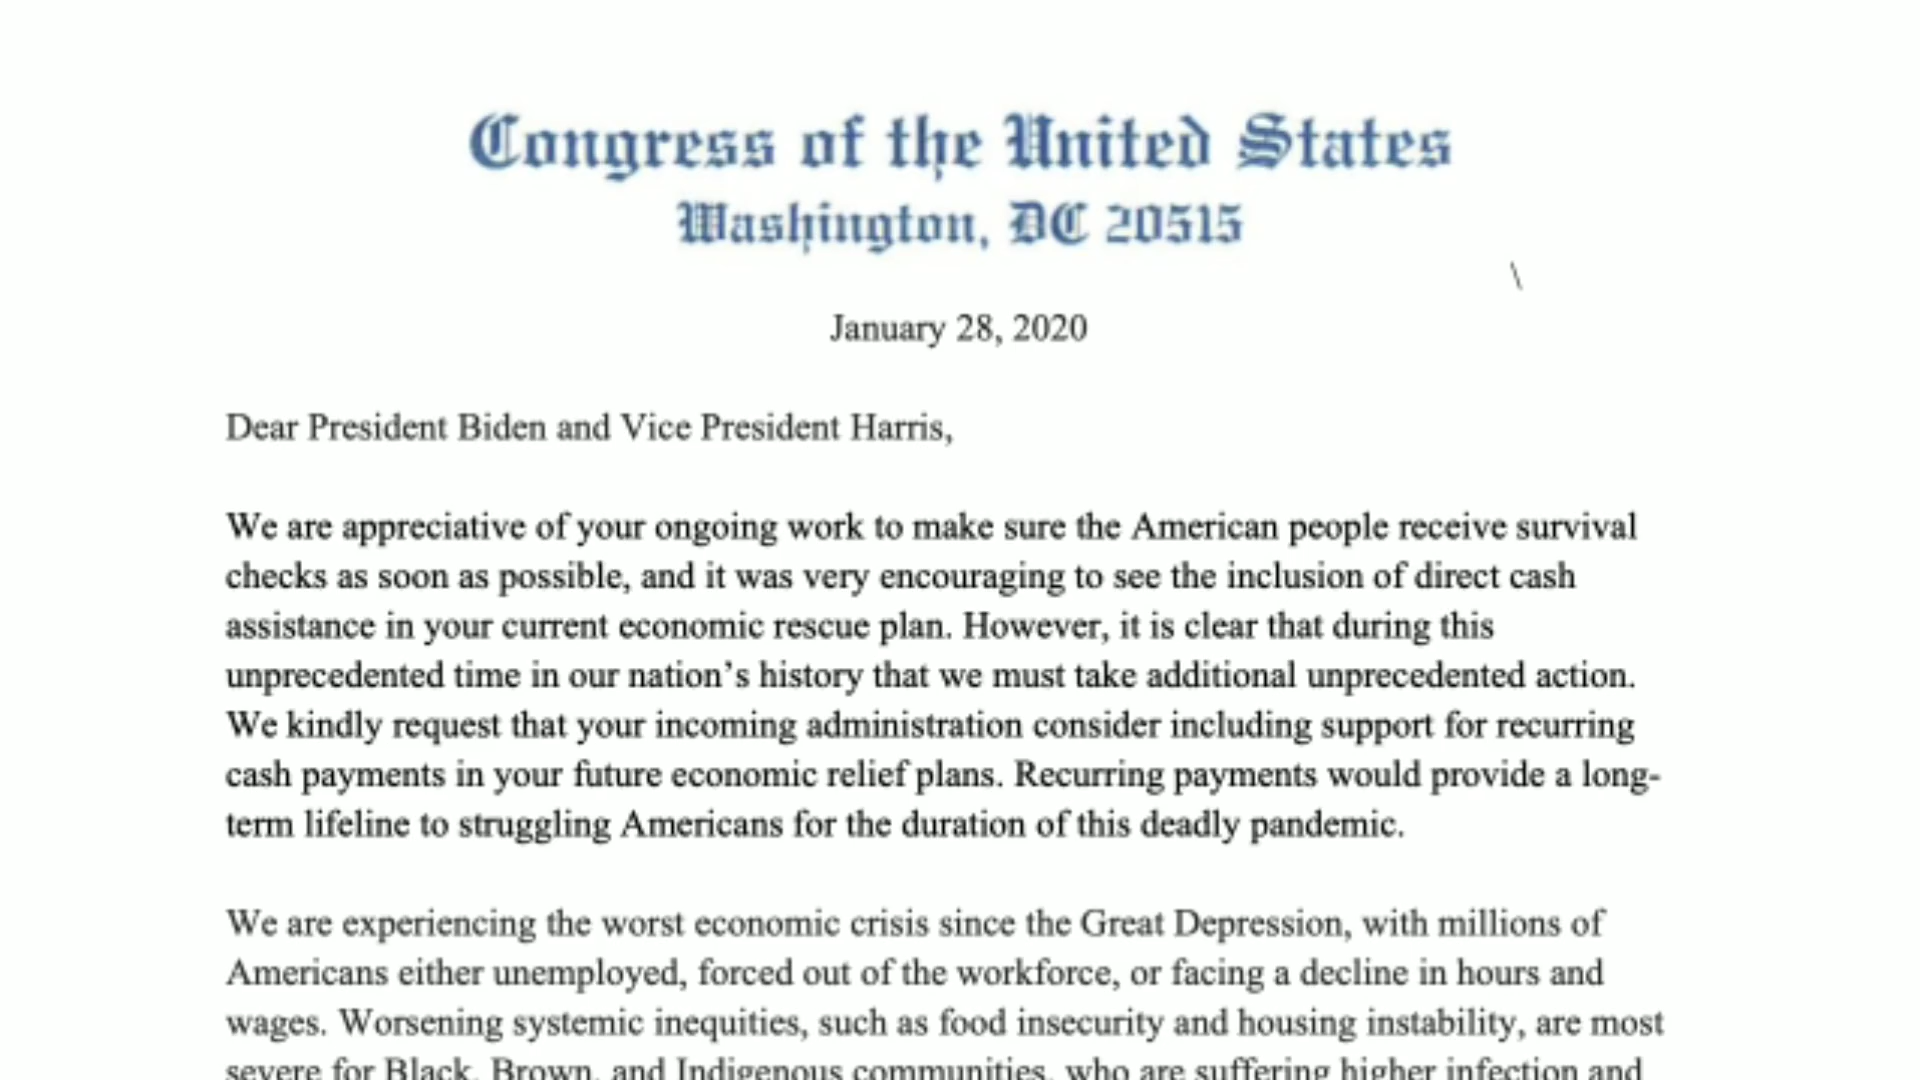 Congress of the United States
Washington, DC 20515
\
January 28, 2020
Dear President Biden and Vice President Harris,
We are appreciative of your ongoing work to make sure the American people receive survival
checks as soon as possible, and it was very encouraging to see the inclusion of direct cash
assistance in your current economic rescue plan. However, it is clear that during this
unprecedented time in our nation’s history that we must take additional unprecedented action.
We kindly request that your incoming administration consider including support for recurring
cash payments in your future economic relief plans. Recurring payments would provide a long-
term lifeline to struggling Americans for the duration of this deadly pandemic.
We are experiencing the worst economic crisis since the Great Depression, with millions of
Americans either unemployed, forced out of the workforce, or facing a decline in hours and
wages. Worsening systemic inequities, such as food insecurity and housing instability, are most
severe for Black, Brown, and Indigenous communities, who are suffering higher infection and